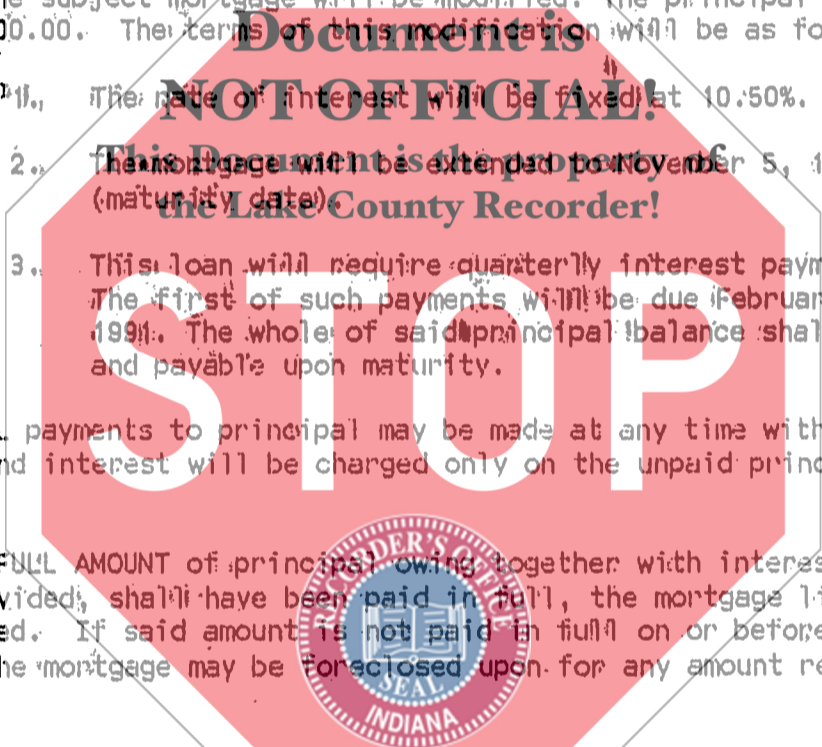 e subject mortgage will be modified. The principal
00.00. The terms of this modification will be as fo
Document is
NOT OFFICIAL!
1. The rate of interest will be fixed at 10.50%.
This Document is the property of
the Lake County Recorder!
2. The mortgage will be extended to November 5, 1
(maturity date).
3. This loan will require quarterly interest paym
The first of such payments will be due Februar
1991. The whole of said principal balance shal
and payable upon maturity.
STOP
payments to principal may be made at any time with
nd interest will be charged only on the unpaid princ
FULL AMOUNT of principal owing together with interes
vided, shall have been paid in full, the mortgage li
ed. If said amount is not paid in full on or before
he mortgage may be foreclosed upon for any amount re
RECORDER'S OFFICE
SEAL
INDIANA